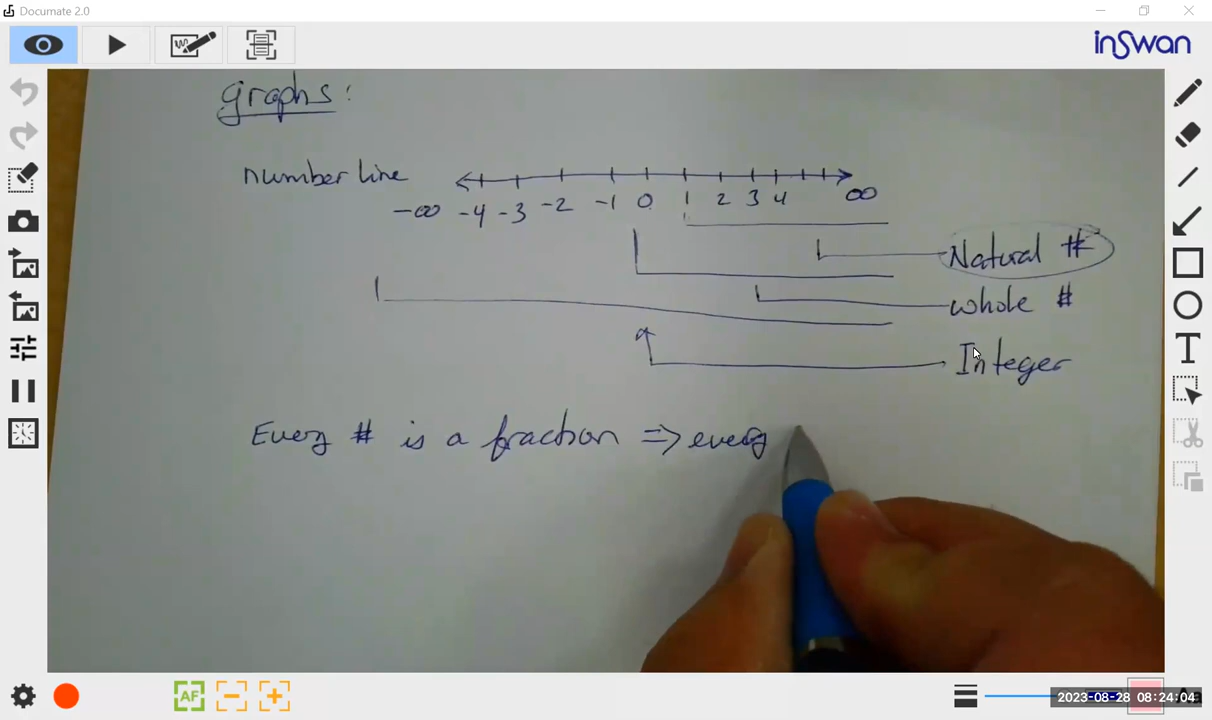 Documate 2.0
inSwan
graphs:
number line
-∞ -4 -3 -2 -1 0 1 2 3 4 ∞
Natural #
whole #
Integer
Every # is a fraction => every
AF
2023-08-28 08:24:04